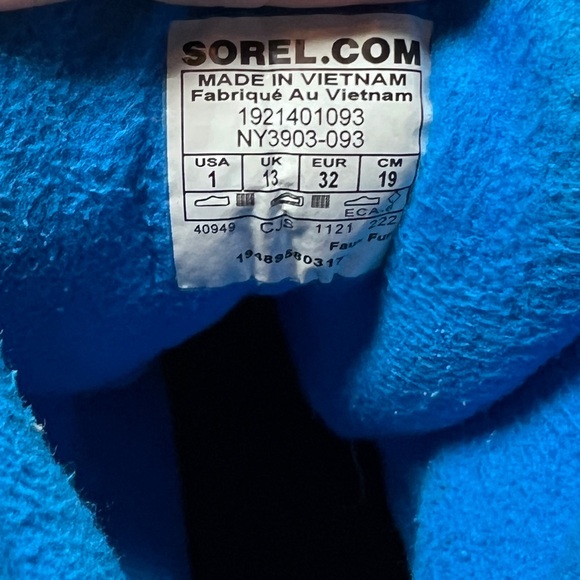 SOREL.COM
MADE IN VIETNAM
Fabriqué Au Vietnam
1921401093
NY3903-093
USA UK EUR CM
1 13 32 19
ECA
40949 CJS 1121 222
Faux Fur